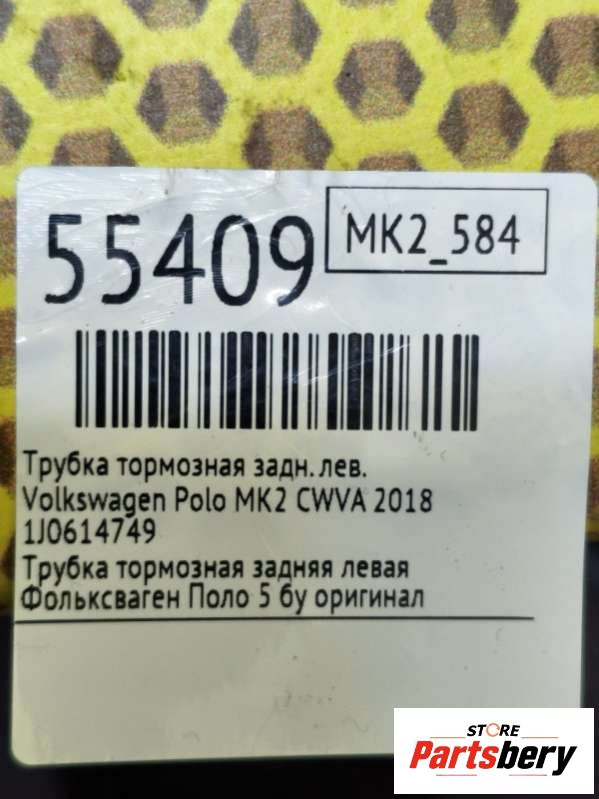 55409
MK2_584
Трубка тормозная задн. лев.
Volkswagen Polo MK2 CWVA 2018
1J0614749
Трубка тормозная задняя левая
Фольксваген Поло 5 бу оригинал
STORE
Partsbery